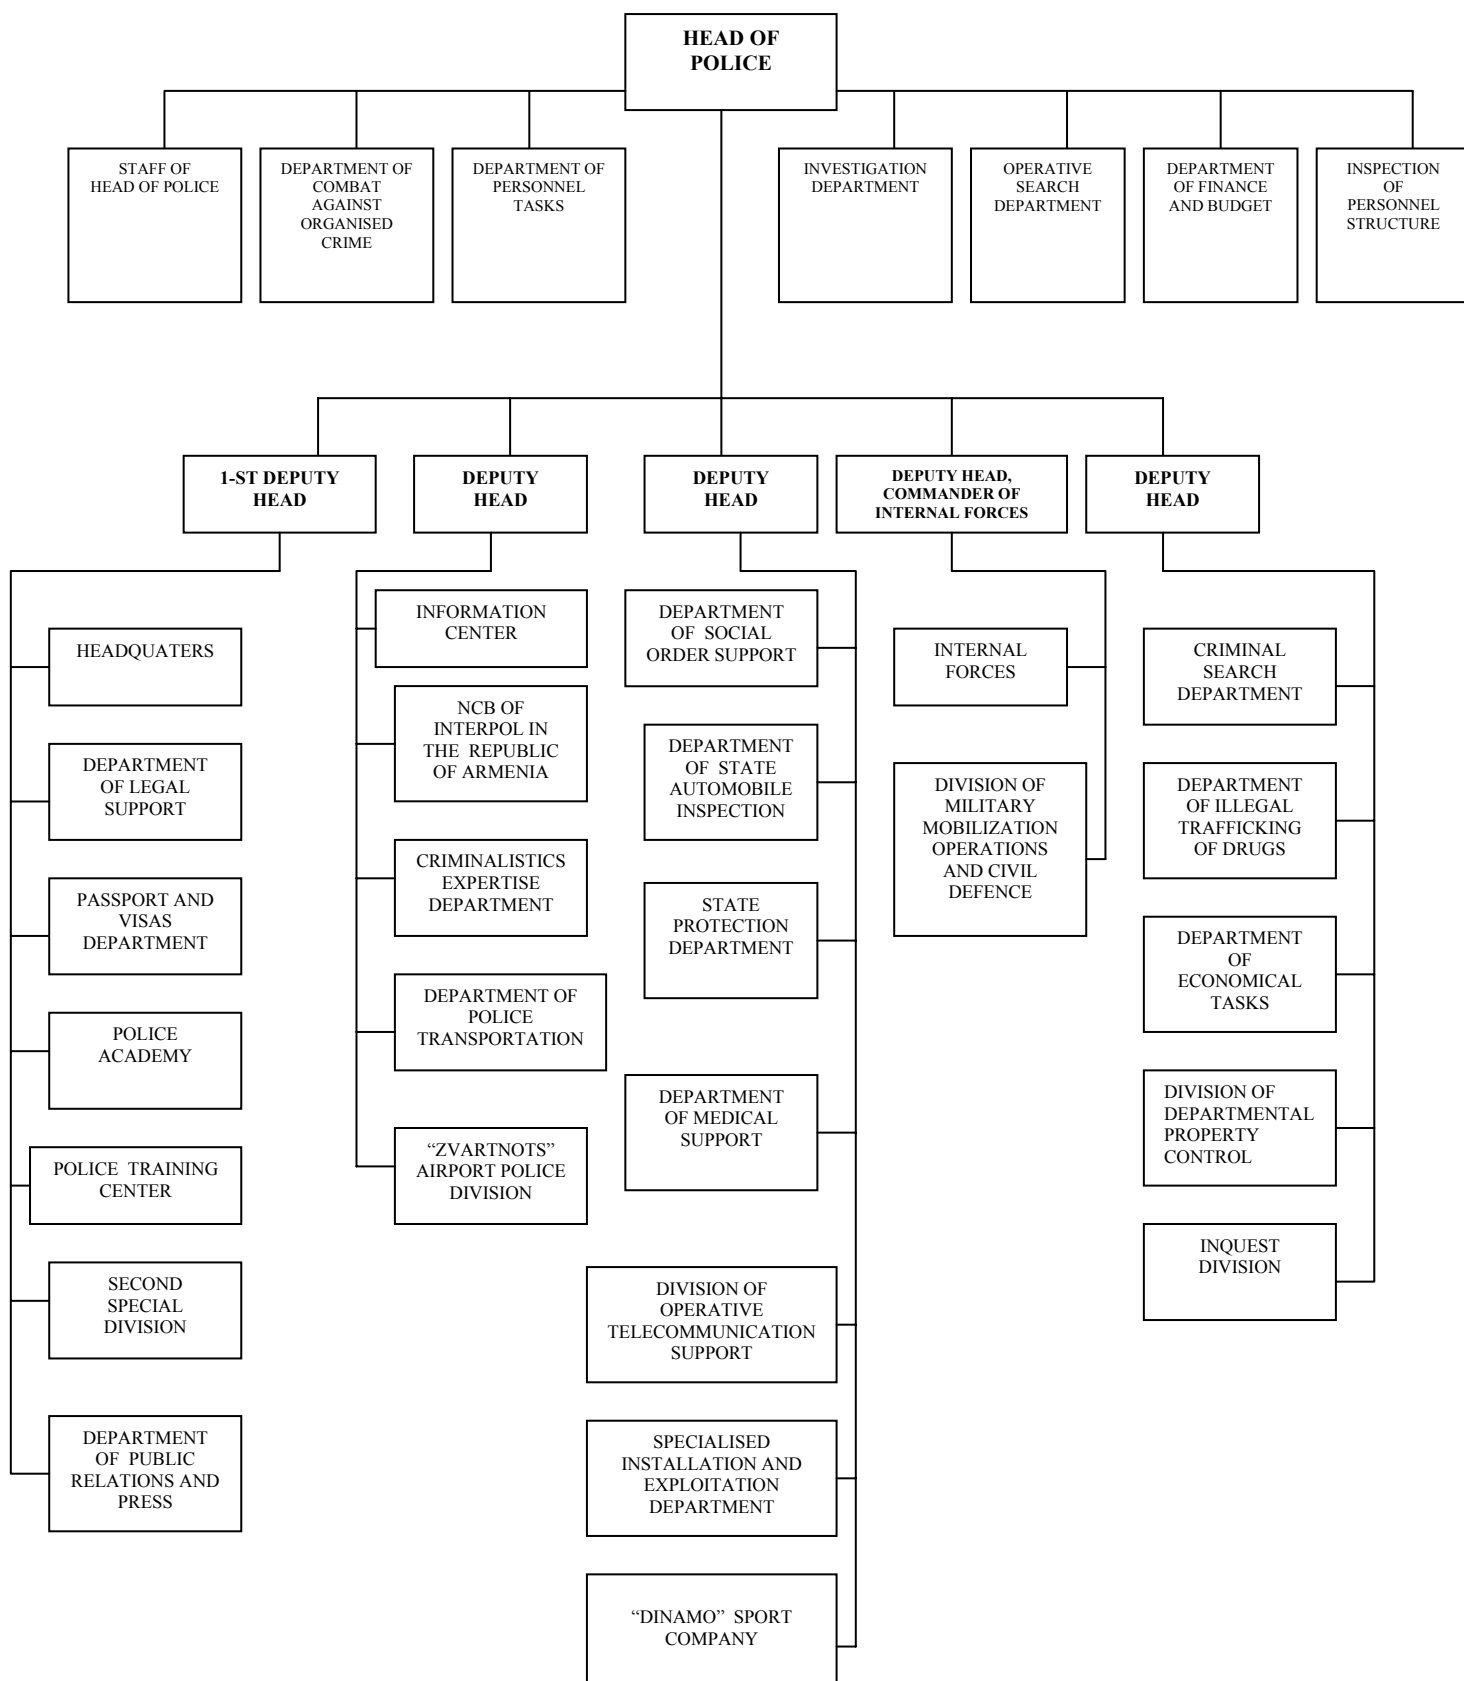 HEAD OF
POLICE
STAFF OF
HEAD OF POLICE
DEPARTMENT OF
COMBAT
AGAINST
ORGANISED
CRIME
DEPARTMENT OF
PERSONNEL
TASKS
INVESTIGATION
DEPARTMENT
OPERATIVE
SEARCH
DEPARTMENT
DEPARTMENT
OF FINANCE
AND BUDGET
INSPECTION
OF
PERSONNEL
STRUCTURE
1-ST DEPUTY
HEAD
DEPUTY
HEAD
DEPUTY
HEAD
DEPUTY HEAD,
COMMANDER OF
INTERNAL FORCES
DEPUTY
HEAD
HEADQUATERS
DEPARTMENT
OF LEGAL
SUPPORT
PASSPORT AND
VISAS
DEPARTMENT
POLICE
ACADEMY
POLICE TRAINING
CENTER
SECOND
SPECIAL
DIVISION
DEPARTMENT
OF PUBLIC
RELATIONS AND
PRESS
INFORMATION
CENTER
NCB OF
INTERPOL IN
THE REPUBLIC
OF ARMENIA
CRIMINALISTICS
EXPERTISE
DEPARTMENT
DEPARTMENT OF
POLICE
TRANSPORTATION
“ZVARTNOTS”
AIRPORT POLICE
DIVISION
DEPARTMENT
OF SOCIAL
ORDER SUPPORT
DEPARTMENT
OF STATE
AUTOMOBILE
INSPECTION
STATE
PROTECTION
DEPARTMENT
DEPARTMENT
OF MEDICAL
SUPPORT
DIVISION OF
OPERATIVE
TELECOMMUNICATION
SUPPORT
SPECIALISED
INSTALLATION AND
EXPLOITATION
DEPARTMENT
“DINAMO” SPORT
COMPANY
INTERNAL
FORCES
DIVISION OF
MILITARY
MOBILIZATION
OPERATIONS
AND CIVIL
DEFENCE
CRIMINAL
SEARCH
DEPARTMENT
DEPARTMENT
OF ILLEGAL
TRAFFICKING
OF DRUGS
DEPARTMENT
OF
ECONOMICAL
TASKS
DIVISION OF
DEPARTMENTAL
PROPERTY
CONTROL
INQUEST
DIVISION